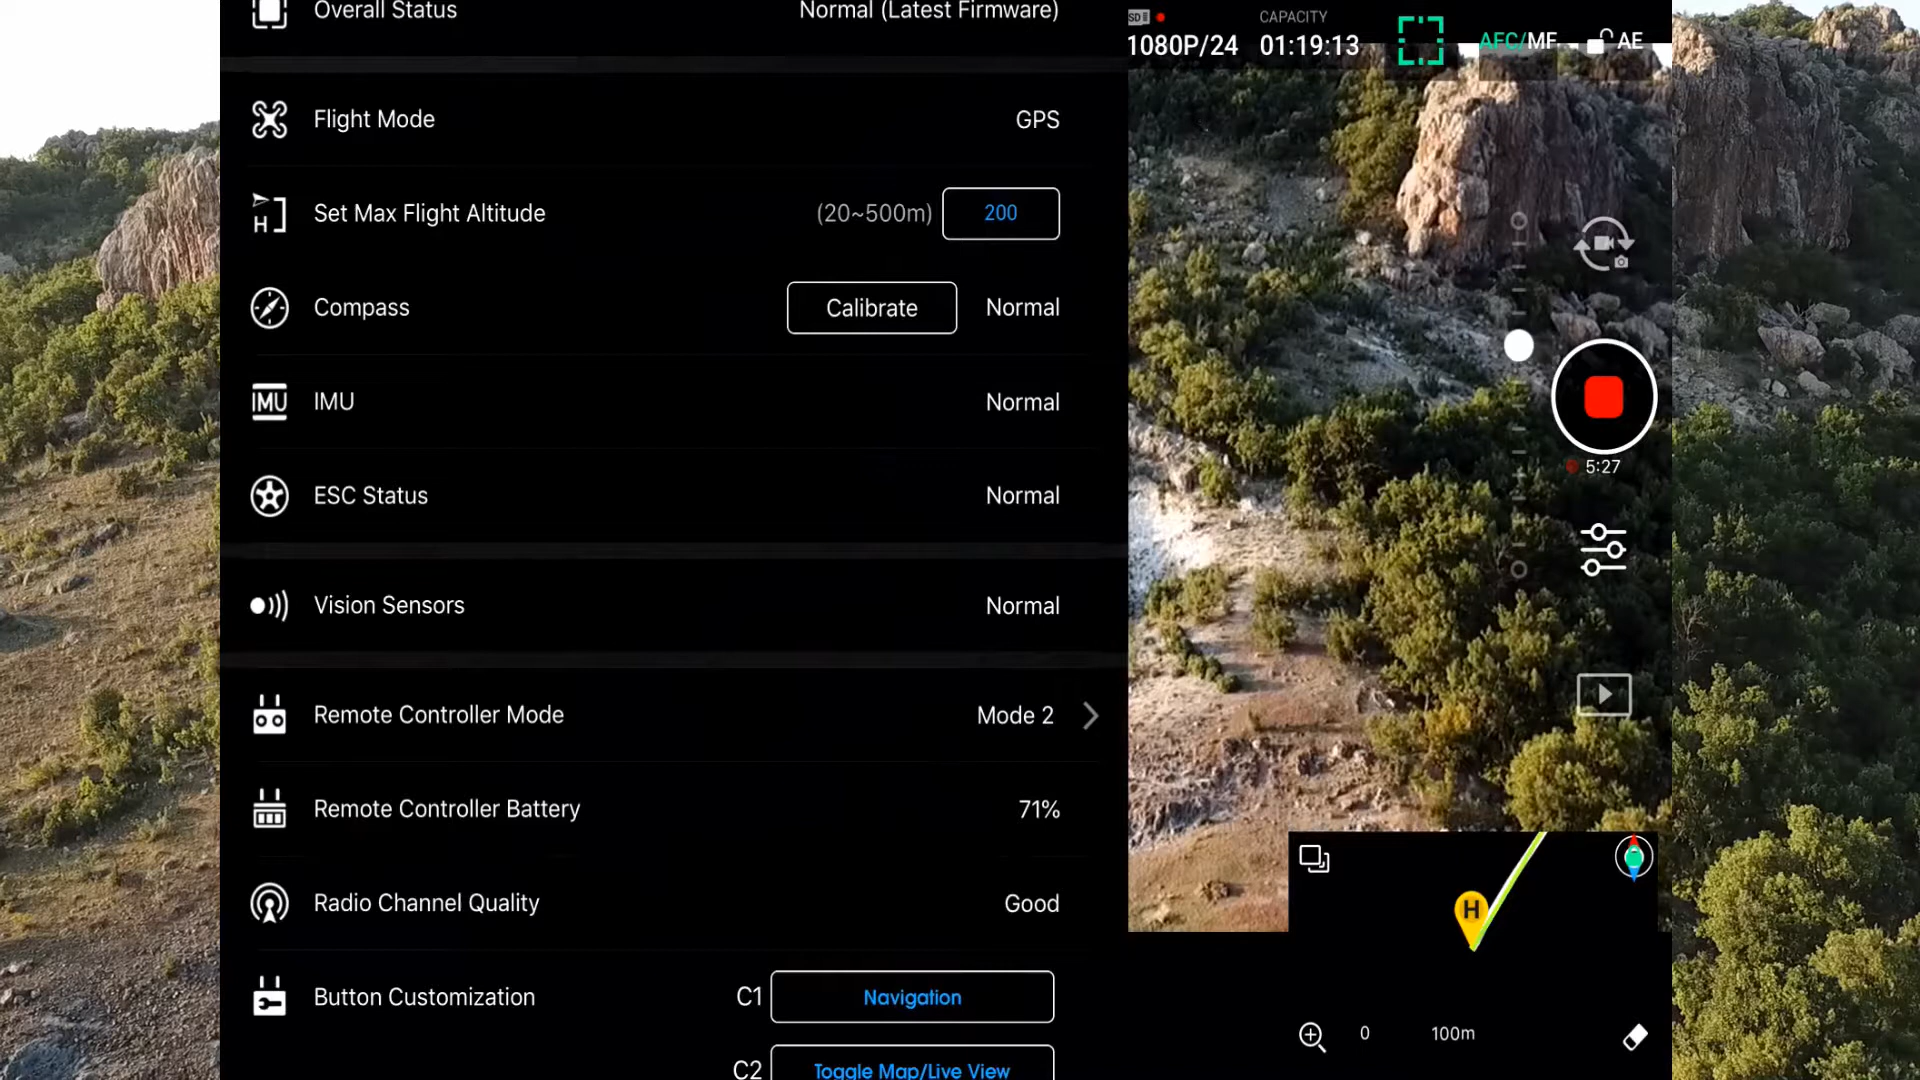 Overall Status Normal (Latest Firmware)
Flight Mode GPS
Set Max Flight Altitude (20~500m) 200
Compass Calibrate Normal
IMU IMU Normal
ESC Status Normal
Vision Sensors Normal
Remote Controller Mode Mode 2
Remote Controller Battery 71%
Radio Channel Quality Good
Button Customization C1 Navigation
C2 Toggle Map/Live View
SD CAPACITY
1080P/24 01:19:13 AFC/MF AE
5:27
H
0 100m